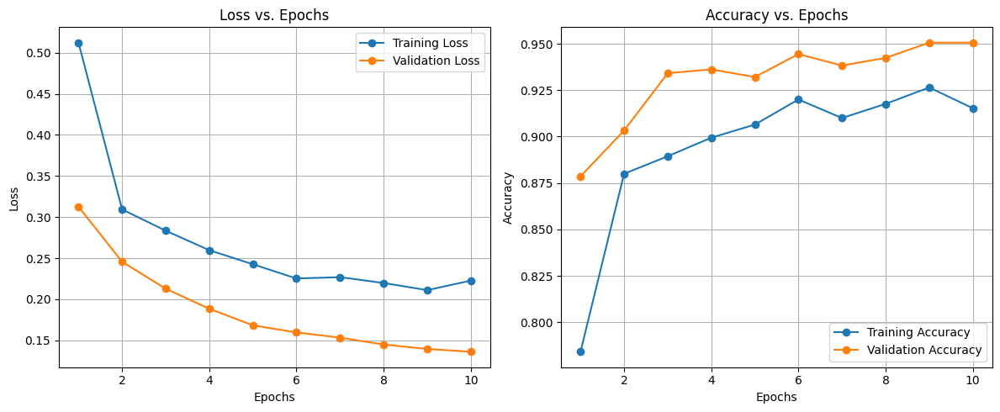 Loss vs. Epochs
Training Loss
Validation Loss
0.50
0.45
0.40
0.35
0.30
0.25
0.20
0.15
Loss
2 4 6 8 10
Epochs
Accuracy vs. Epochs
0.950
0.925
0.900
0.875
0.850
0.825
0.800
Accuracy
Training Accuracy
Validation Accuracy
2 4 6 8 10
Epochs